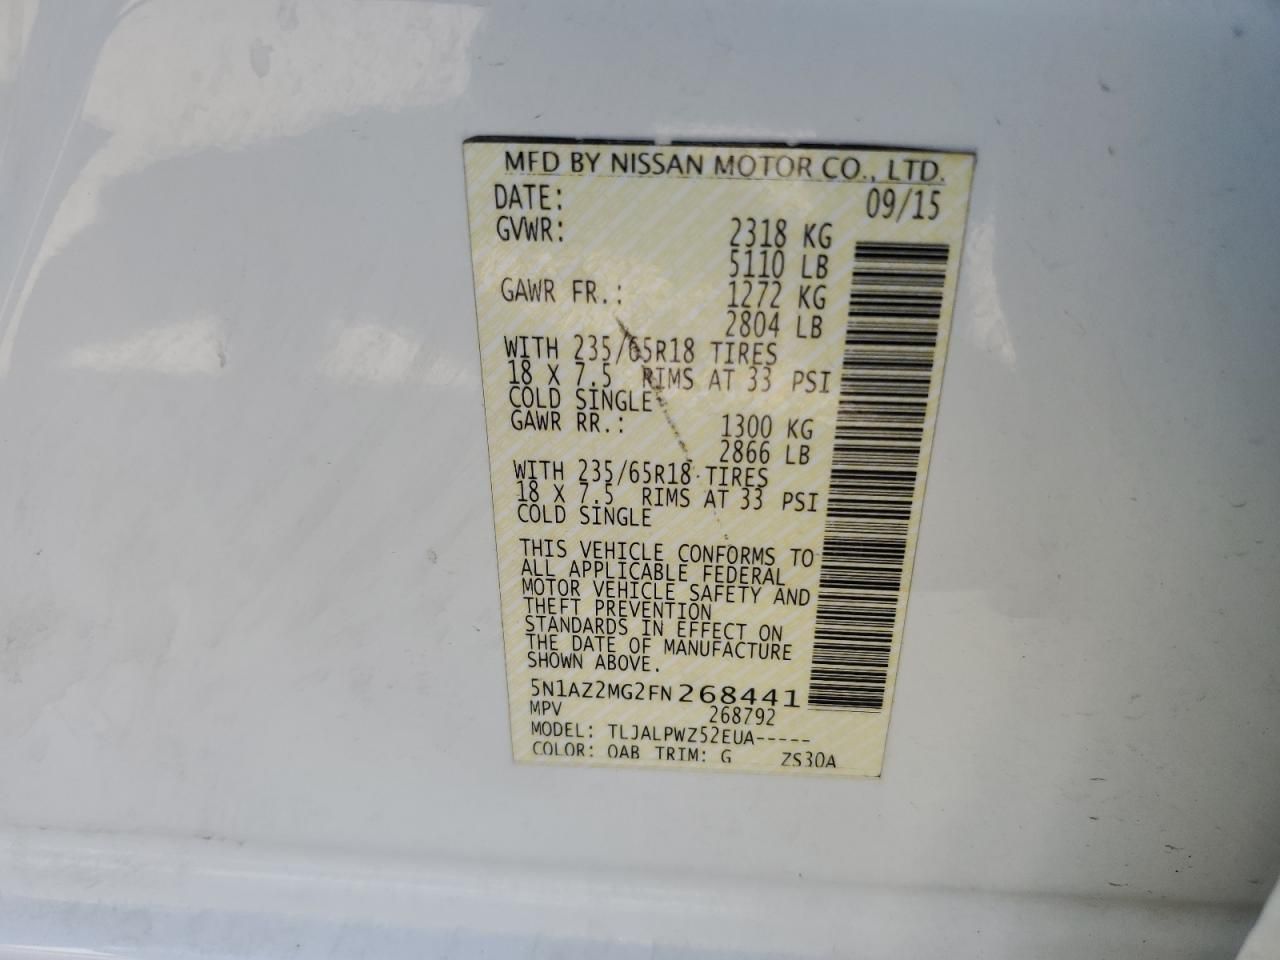 MFD BY NISSAN MOTOR CO., LTD.
DATE: 09/15
GVWR: 2318 KG
5110 LB
GAWR FR.: 1272 KG
2804 LB
WITH 235/65R18 TIRES
18 X 7.5 RIMS AT 33 PSI
COLD SINGLE
GAWR RR.: 1300 KG
2866 LB
WITH 235/65R18 TIRES
18 X 7.5 RIMS AT 33 PSI
COLD SINGLE
THIS VEHICLE CONFORMS TO
ALL APPLICABLE FEDERAL
MOTOR VEHICLE SAFETY AND
THEFT PREVENTION
STANDARDS IN EFFECT ON
THE DATE OF MANUFACTURE
SHOWN ABOVE.
5N1AZ2MG2FN268441
MPV 268792
MODEL: TLJALPWZ52EUA-----
COLOR: QAB TRIM: G ZS30A